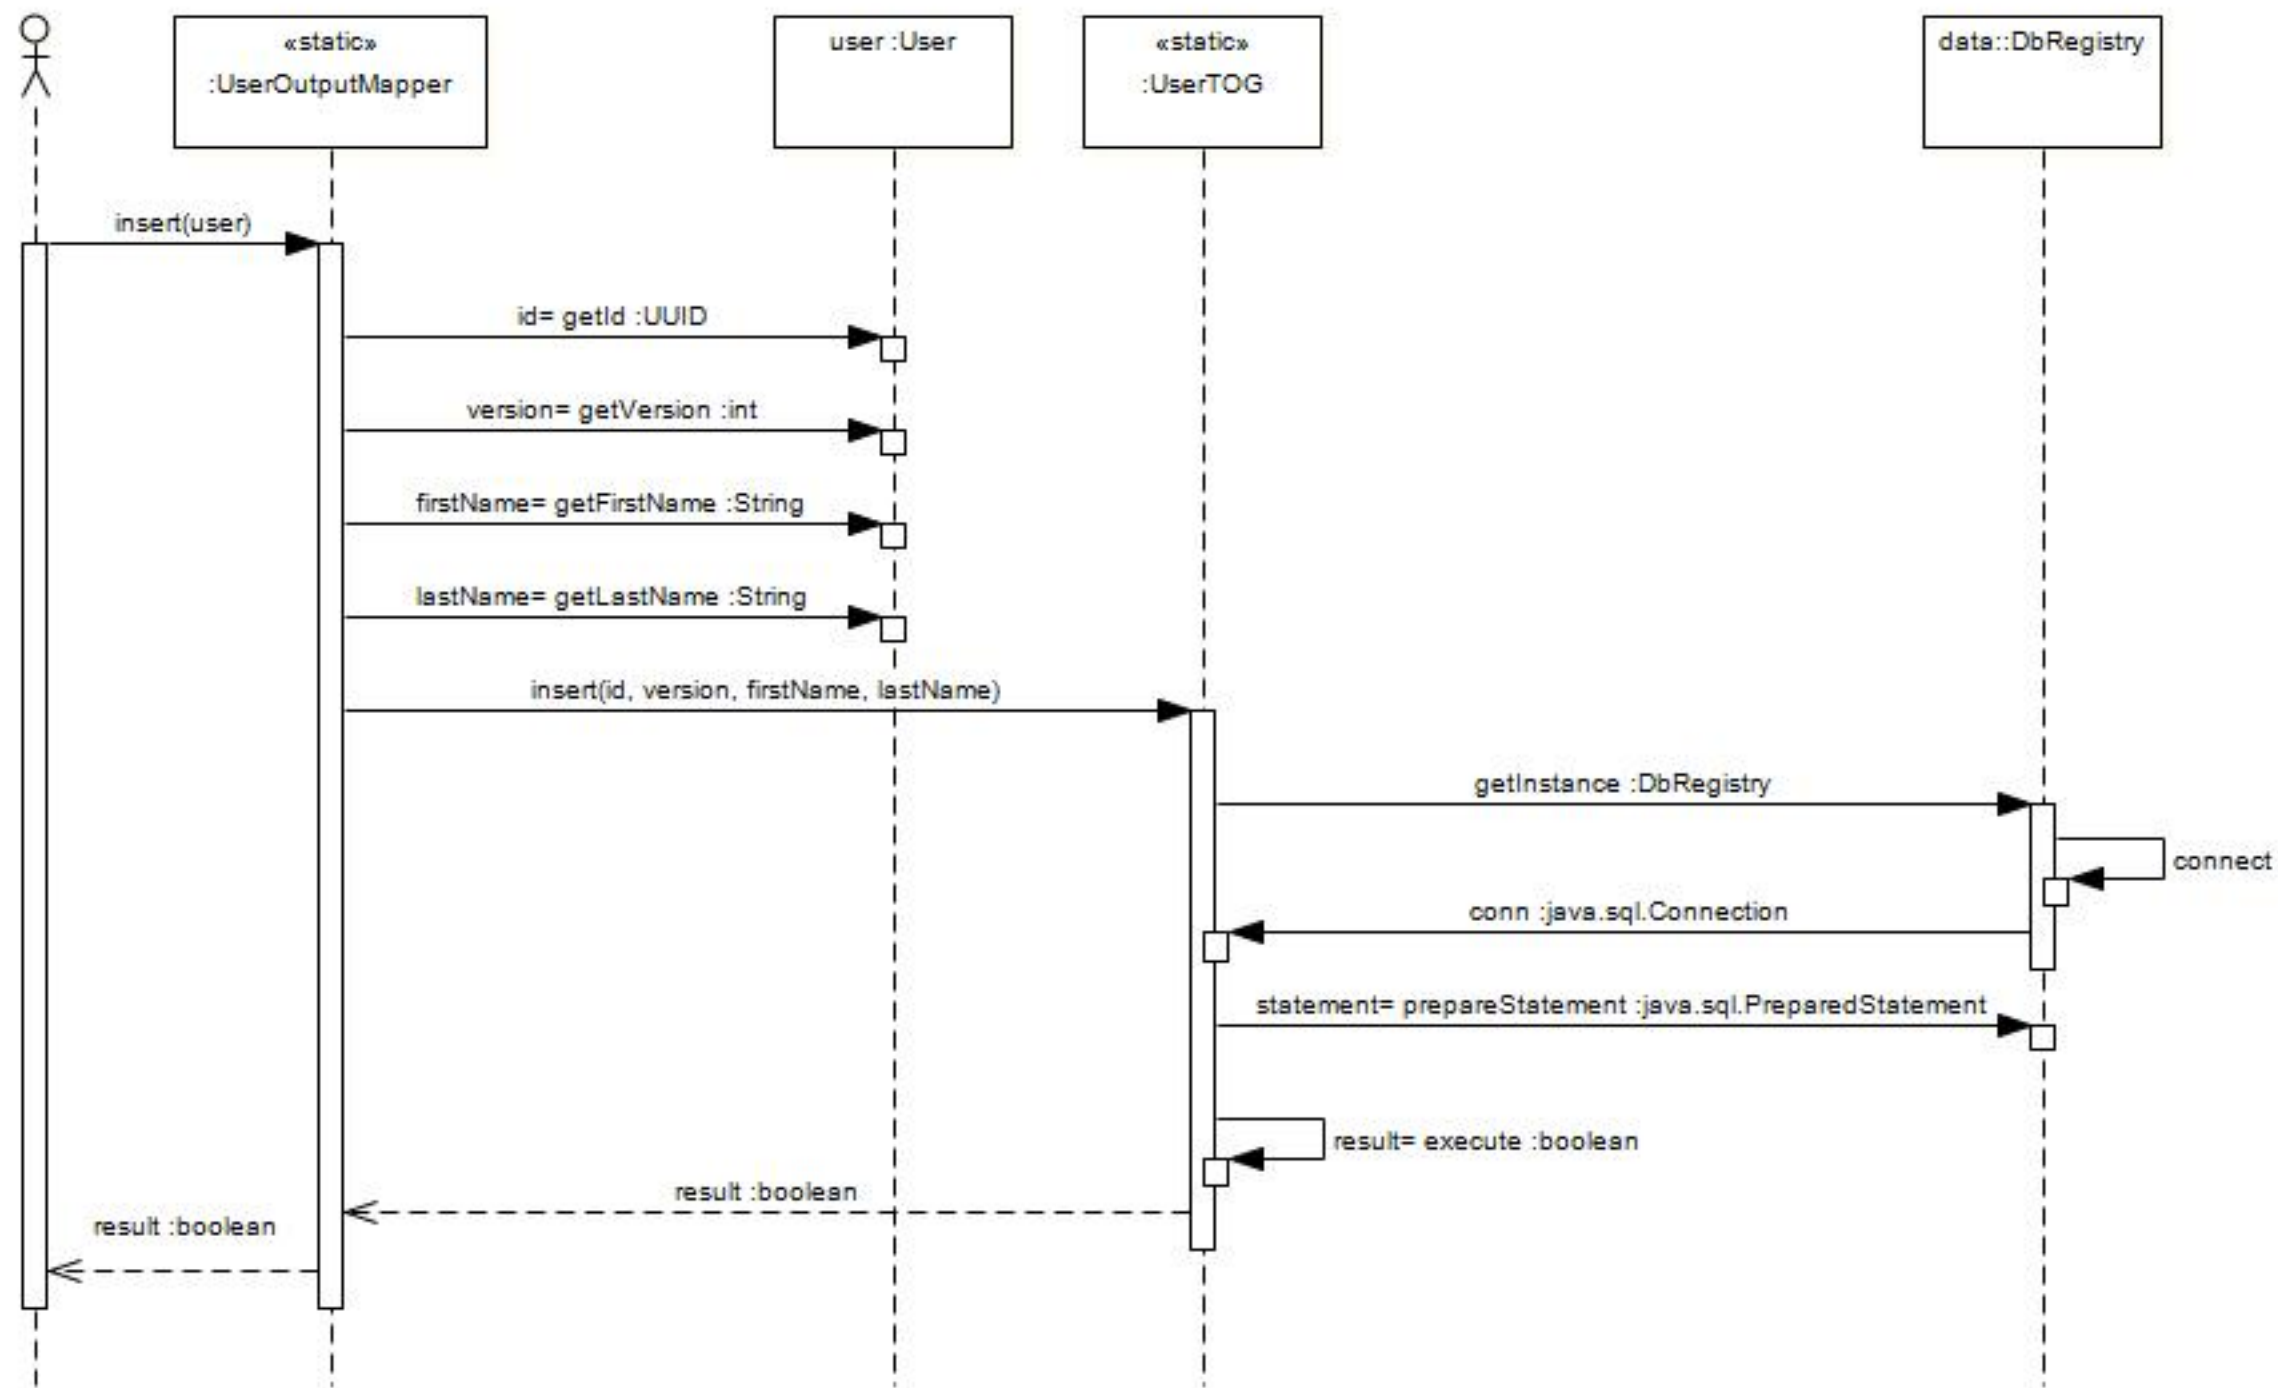 «static»
:UserOutputMapper
user :User
«static»
:UserTOG
data::DbRegistry
insert(user)
id= getId :UUID
version= getVersion :int
firstName= getFirstName :String
lastName= getLastName :String
insert(id, version, firstName, lastName)
getInstance :DbRegistry
connect
conn :java.sql.Connection
statement= prepareStatement :java.sql.PreparedStatement
result= execute :boolean
result :boolean
result :boolean